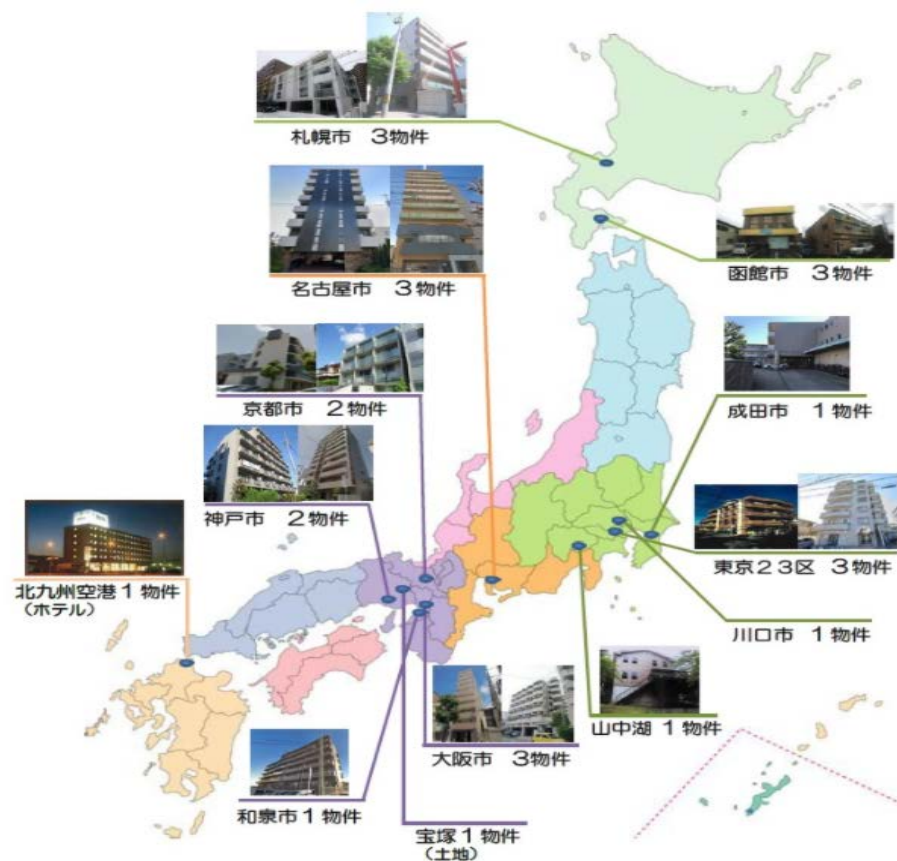 札幌市 3物件
函館市 3物件
名古屋市 3物件
成田市 1物件
京都市 2物件
神戸市 2物件
東京23区 3物件
北九州空港1物件
(ホテル)
川口市 1物件
山中湖 1物件
大阪市 3物件
和泉市1物件
宝塚1物件
(土地)